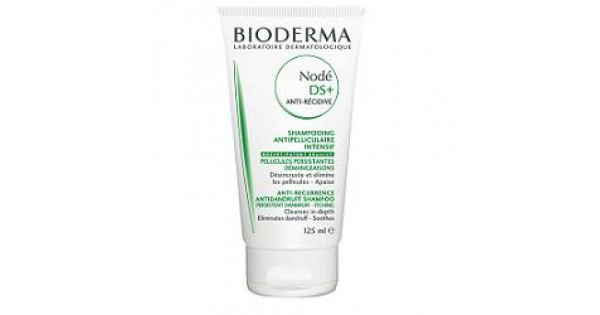 BIODERMA
LABORATOIRE DERMATOLOGIQUE
Nodé
DS+
ANTI-RÉCIDIVE
SHAMPOOING
ANTIPELLICULAIRE
INTENSIF
PELLICULES PERSISTANTES
DÉMANGEAISONS
Désincruste et élimine
les pellicules - Apaise
ANTI-RECURRENCE
ANTIDANDRUFF SHAMPOO
PERSISTENT DANDRUFF - ITCHING
Cleanses in-depth
Eliminates dandruff - Soothes
125 ml e